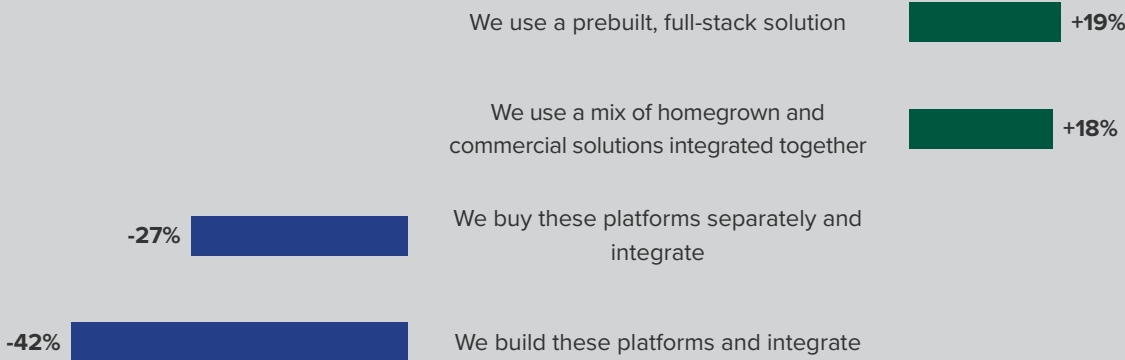 We use a prebuilt, full-stack solution
+19%
We use a mix of homegrown and
commercial solutions integrated together
+18%
-27%
We buy these platforms separately and
integrate
-42%
We build these platforms and integrate